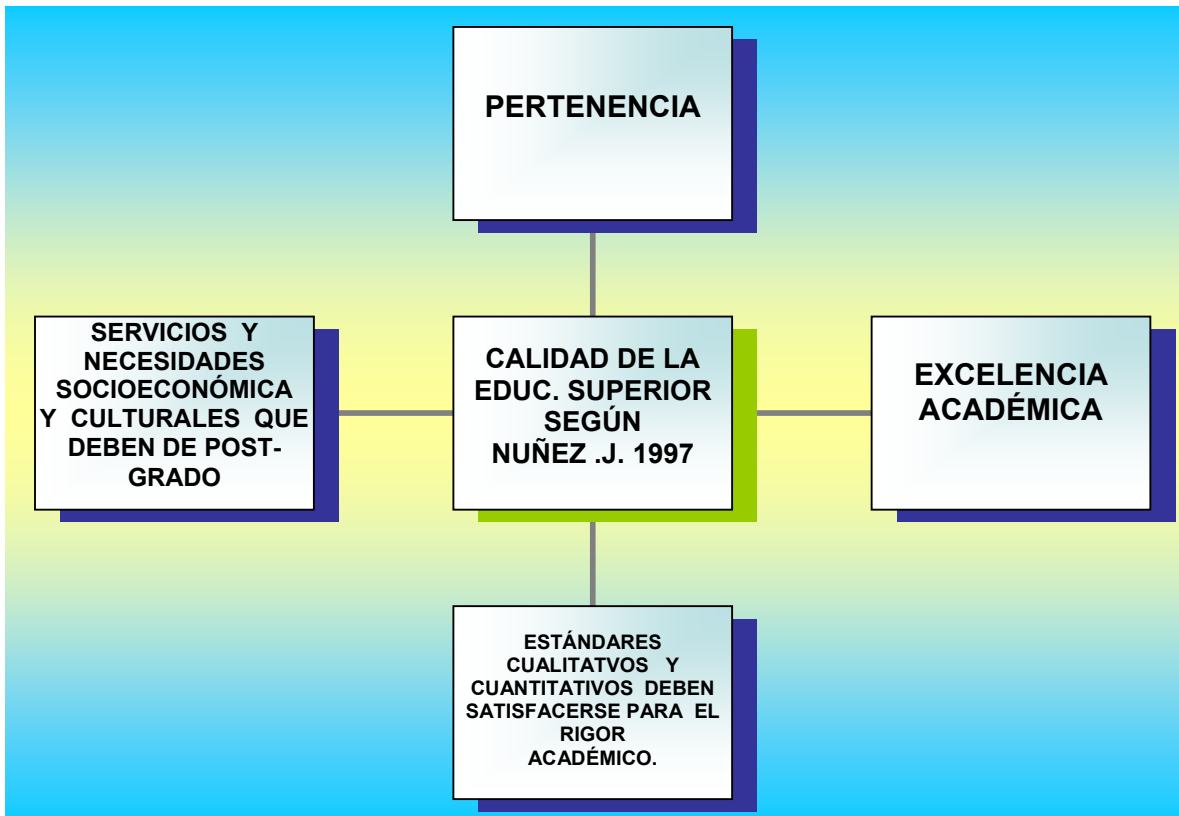 PERTENENCIA
SERVICIOS Y
NECESIDADES
SOCIOECONÓMICA
Y CULTURALES QUE
DEBEN DE POST-
GRADO
CALIDAD DE LA
EDUC. SUPERIOR
SEGÚN
NUÑEZ .J. 1997
EXCELENCIA
ACADÉMICA
ESTÁNDARES
CUALITATVOS Y
CUANTITATIVOS DEBEN
SATISFACERSE PARA EL
RIGOR
ACADÉMICO.